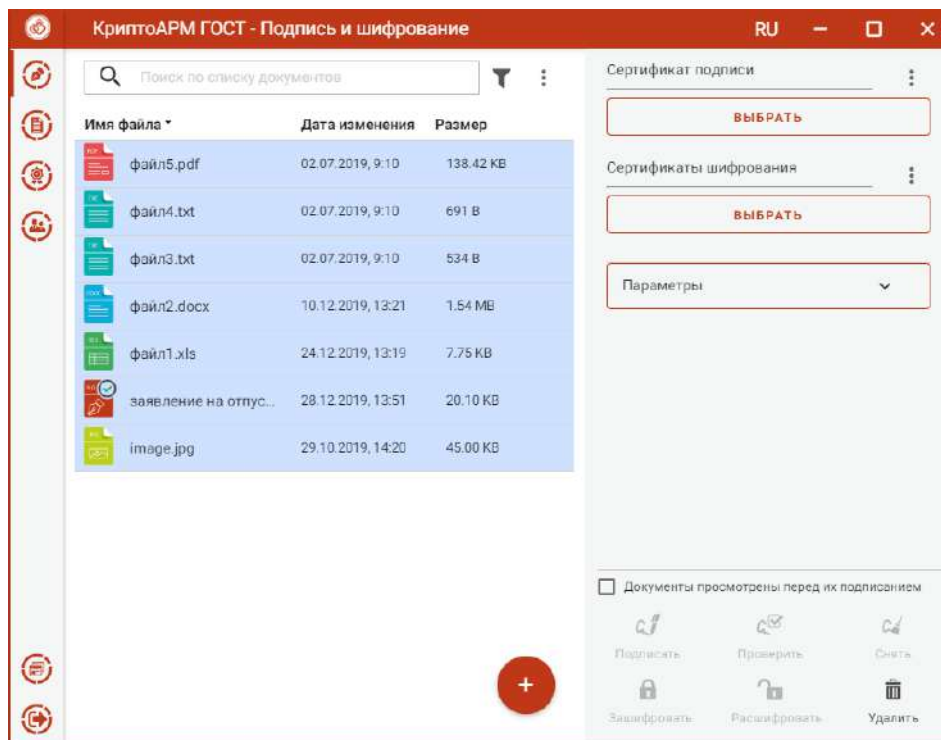 КриптоАРМ ГОСТ - Подпись и шифрование
RU
Поиск по списку документов
Имя файла
Дата изменения
Размер
файл5.pdf
02.07.2019, 9:10
138.42 KB
файл4.txt
02.07.2019, 9:10
691 B
файл3.txt
02.07.2019, 9:10
534 B
файл2.docx
10.12.2019, 13:21
1.54 MB
файл1.xls
24.12.2019, 13:19
7.75 KB
заявление на отпус...
28.12.2019, 13:51
20.10 KB
image.jpg
29.10.2019, 14:20
45.00 KB
Сертификат подписи
ВЫБРАТЬ
Сертификаты шифрования
ВЫБРАТЬ
Параметры
Документы просмотрены перед их подписанием
Подписать
Проверить
Снять
Зашифровать
Расшифровать
Удалить